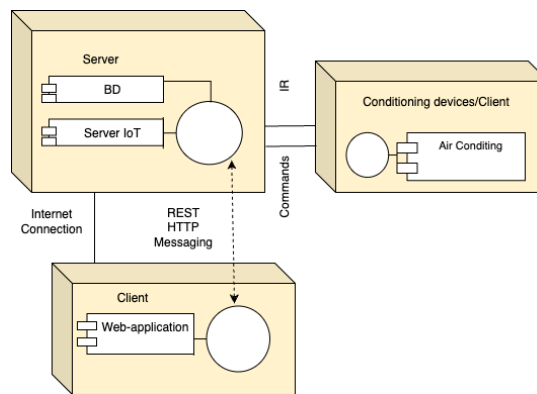 Server
BD
Server IoT
IR
Commands
Conditioning devices/Client
Air Conditing
Internet
Connection
REST
HTTP
Messaging
Client
Web-application